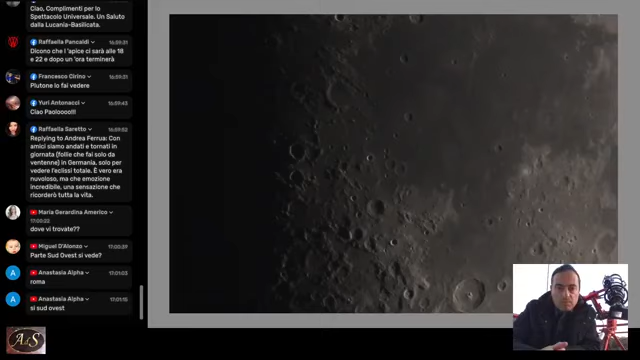 Ciao, Complimenti per lo
Spettacolo Universale. Un Saluto
dalla Lucania-Basilicata.
Raffaella Pancaldi 16:59:31
Dicono che l 'apice ci sarà alle 18
e 22 e dopo un 'ora terminerà
Francesco Cirino 16:59:31
Plutone lo fai vedere
Yuri Antonacci 16:59:43
Ciao Paoloooo!!!
Raffaella Saretto 16:59:52
Replying to Andrea Ferrua: Con
amici siamo andati e tornati in
giornata (follie che fai solo da
ventenne) in Germania, solo per
vedere l'eclissi totale. È vero era
nuvoloso, ma che emozione
incredibile, una sensazione che
ricorderò tutta la vita.
Maria Gerardina Americo
17:00:22
dove vi trovate??
Miguel D'Alonzo 17:00:39
Parte Sud Ovest si vede?
A Anastasia Alpha 17:01:03
roma
A Anastasia Alpha 17:01:15
si sud ovest
AdS